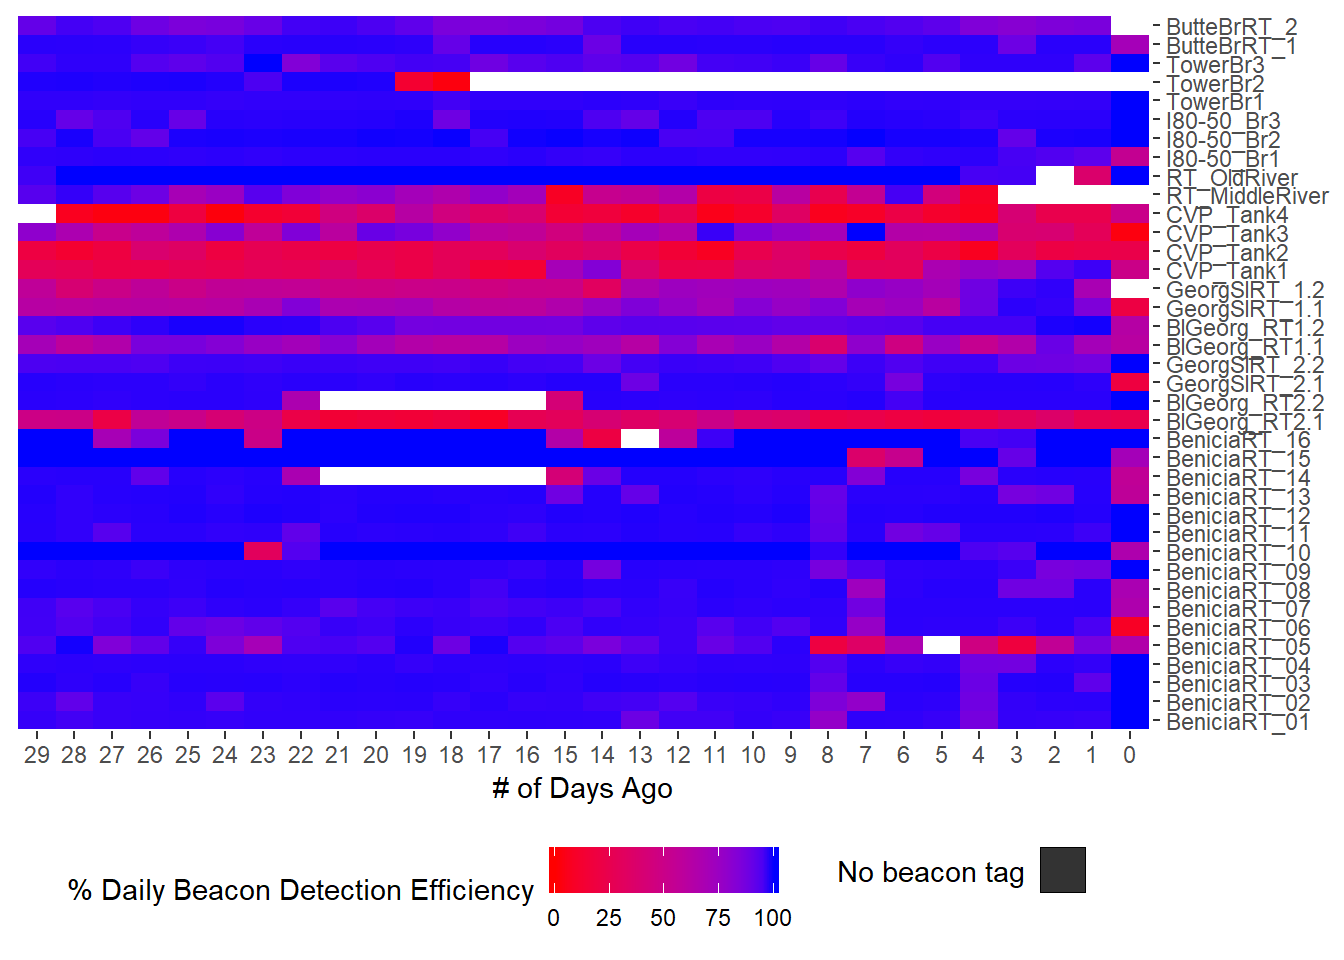 ButteBrRT_2
ButteBrRT_1
TowerBr3
TowerBr2
TowerBr1
I80-50_Br3
I80-50_Br2
I80-50_Br1
RT_OldRiver
RT_MiddleRiver
CVP_Tank4
CVP_Tank3
CVP_Tank2
CVP_Tank1
GeorgSlRT_1.2
GeorgSlRT_1.1
BlGeorg_RT1.2
BlGeorg_RT1.1
GeorgSlRT_2.2
GeorgSlRT_2.1
BlGeorg_RT2.2
BlGeorg_RT2.1
BeniciaRT_16
BeniciaRT_15
BeniciaRT_14
BeniciaRT_13
BeniciaRT_12
BeniciaRT_11
BeniciaRT_10
BeniciaRT_09
BeniciaRT_08
BeniciaRT_07
BeniciaRT_06
BeniciaRT_05
BeniciaRT_04
BeniciaRT_03
BeniciaRT_02
BeniciaRT_01
29 28 27 26 25 24 23 22 21 20 19 18 17 16 15 14 13 12 11 10 9 8 7 6 5 4 3 2 1 0
# of Days Ago
% Daily Beacon Detection Efficiency
0 25 50 75 100
No beacon tag